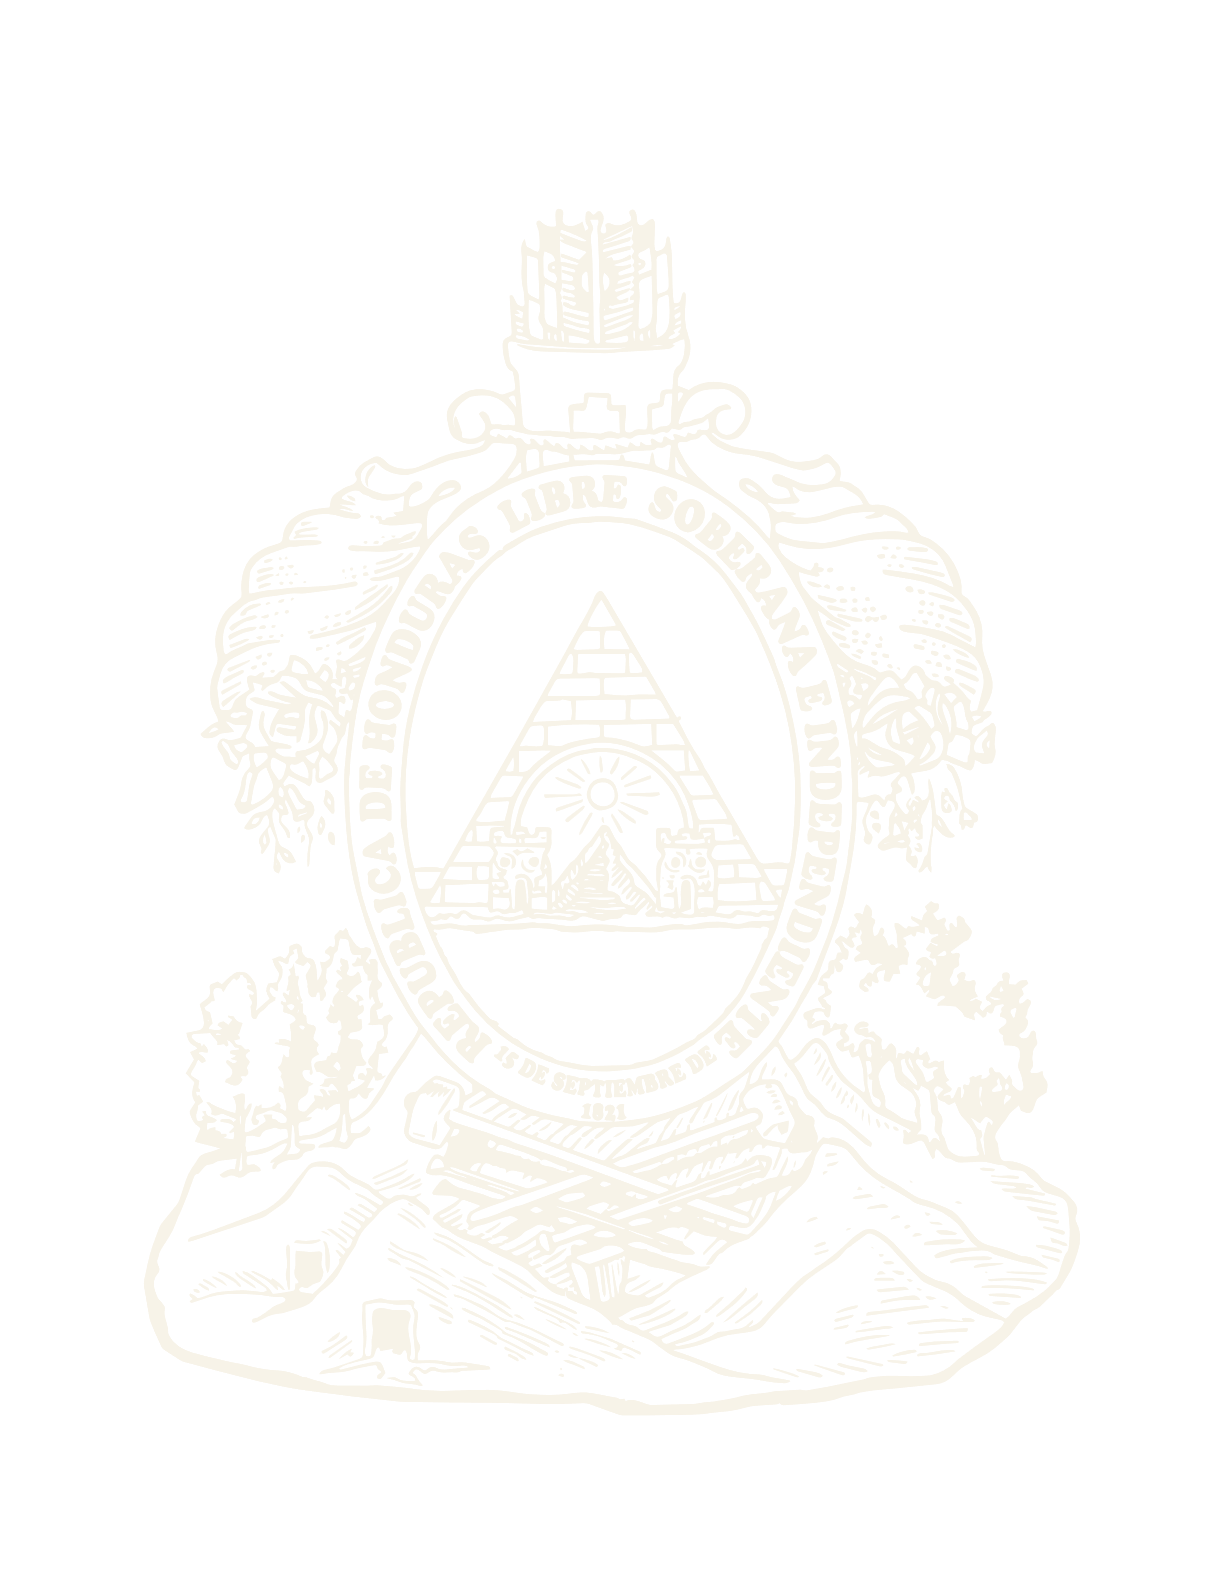 REPUBLICA DE HONDURAS LIBRE SOBERANA E INDEPENDIENTE
15 DE SEPTIEMBRE DE
1821